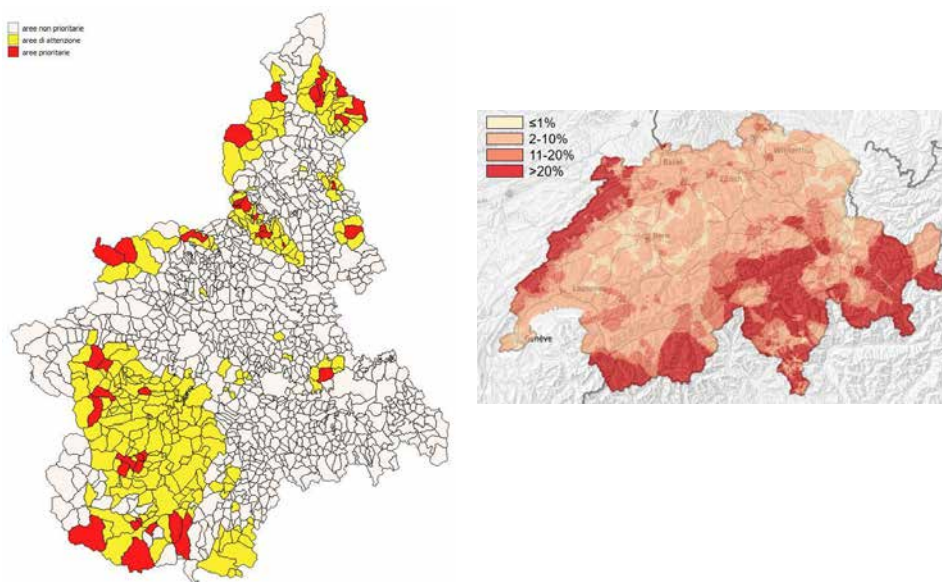 aree non prioritarie
aree di attenzione
aree prioritarie
≤1%
2-10%
11-20%
>20%
Basel
Winterthur
Zürich
Bern
Lausanne
Genève